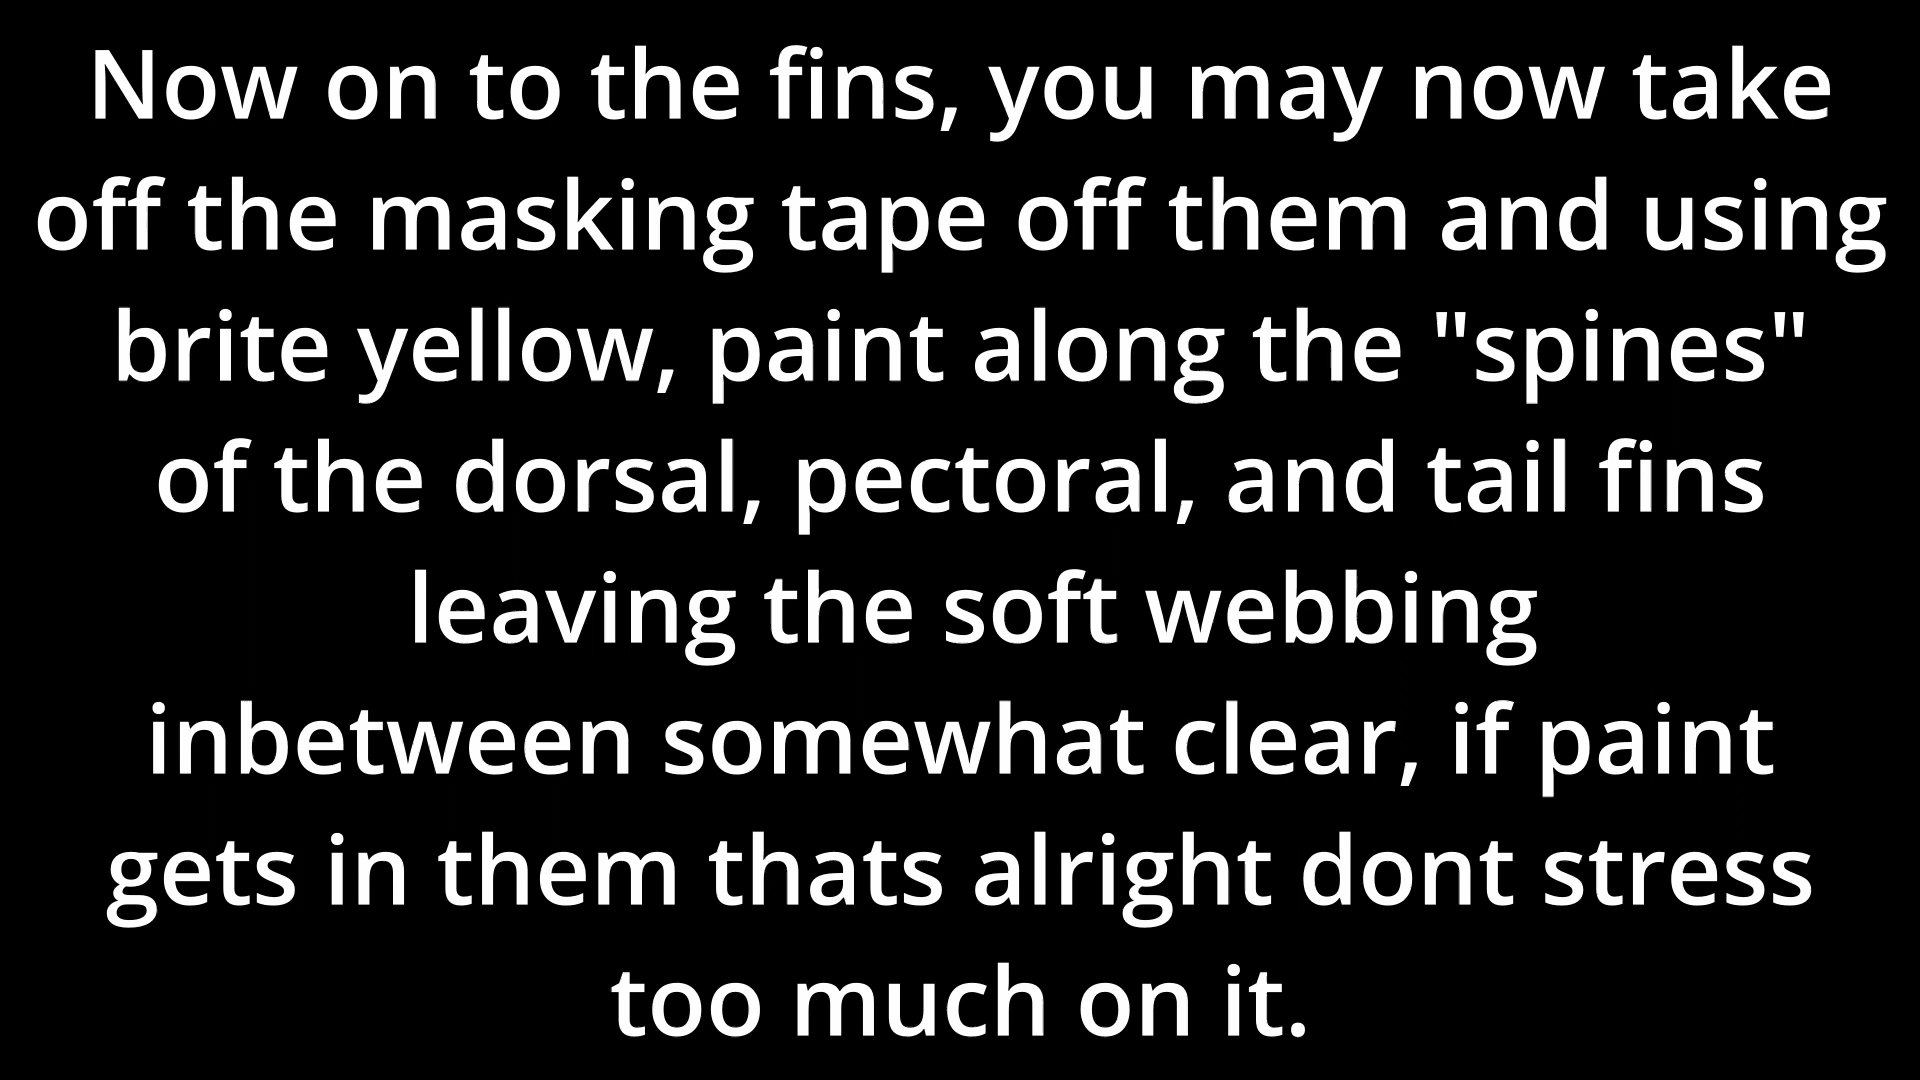 Now on to the fins, you may now take
off the masking tape off them and using
brite yellow, paint along the "spines"
of the dorsal, pectoral, and tail fins
leaving the soft webbing
inbetween somewhat clear, if paint
gets in them thats alright dont stress
too much on it.